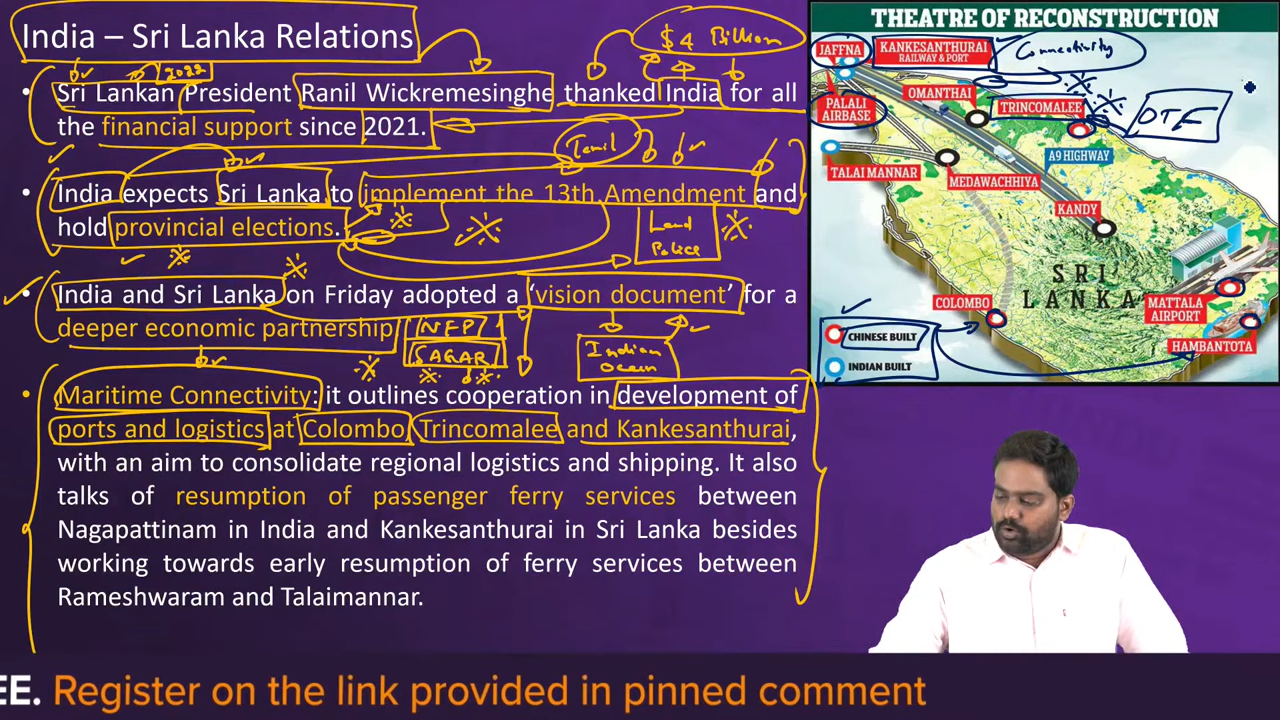 India – Sri Lanka Relations
$4 Billion
2022
• Sri Lankan President Ranil Wickremesinghe thanked India for all
the financial support since 2021.
Tamil
• India expects Sri Lanka to implement the 13th Amendment and
hold provincial elections.
Land
Police
• India and Sri Lanka on Friday adopted a ‘vision document’ for a
deeper economic partnership
NFP
SAGAR
Indian
Ocean
• Maritime Connectivity: it outlines cooperation in development of
ports and logistics at Colombo, Trincomalee and Kankesanthurai,
with an aim to consolidate regional logistics and shipping. It also
talks of resumption of passenger ferry services between
Nagapattinam in India and Kankesanthurai in Sri Lanka besides
working towards early resumption of ferry services between
Rameshwaram and Talaimannar.
THEATRE OF RECONSTRUCTION
JAFFNA
KANKESANTHURAI
RAILWAY & PORT
Connectivity
PALALI
AIRBASE
OMANTHAI
TRINCOMALEE
OTF
A9 HIGHWAY
TALAI MANNAR
MEDAWACHHIYA
KANDY
SRI
LANKA
COLOMBO
MATTALA
AIRPORT
HAMBANTOTA
CHINESE BUILT
INDIAN BUILT
EE. Register on the link provided in pinned comment